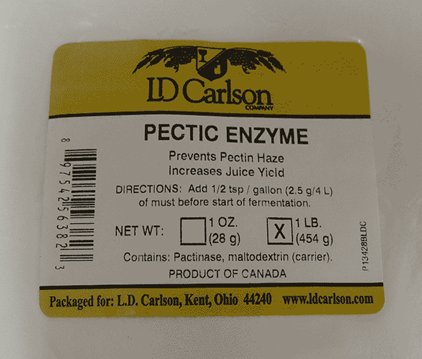 LD Carlson
COMPANY
PECTIC ENZYME
Prevents Pectin Haze
Increases Juice Yield
DIRECTIONS: Add 1/2 tsp / gallon (2.5 g/4 L)
of must before start of fermentation.
NET WT: 1 OZ. (28 g) X 1 LB. (454 g)
Contains: Pactinase, maltodextrin (carrier).
PRODUCT OF CANADA
Packaged for: L.D. Carlson, Kent, Ohio 44240 www.ldcarlson.com
8 97542 56382 3
P13428BLDC